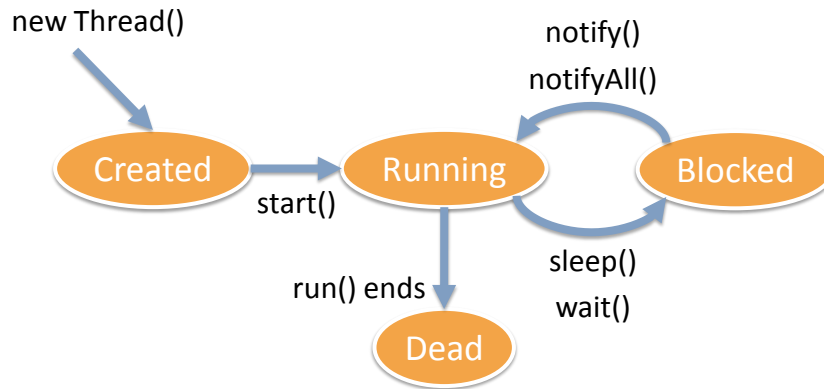 new Thread()
notify()
notifyAll()
Created
Running
Blocked
start()
sleep()
wait()
run() ends
Dead